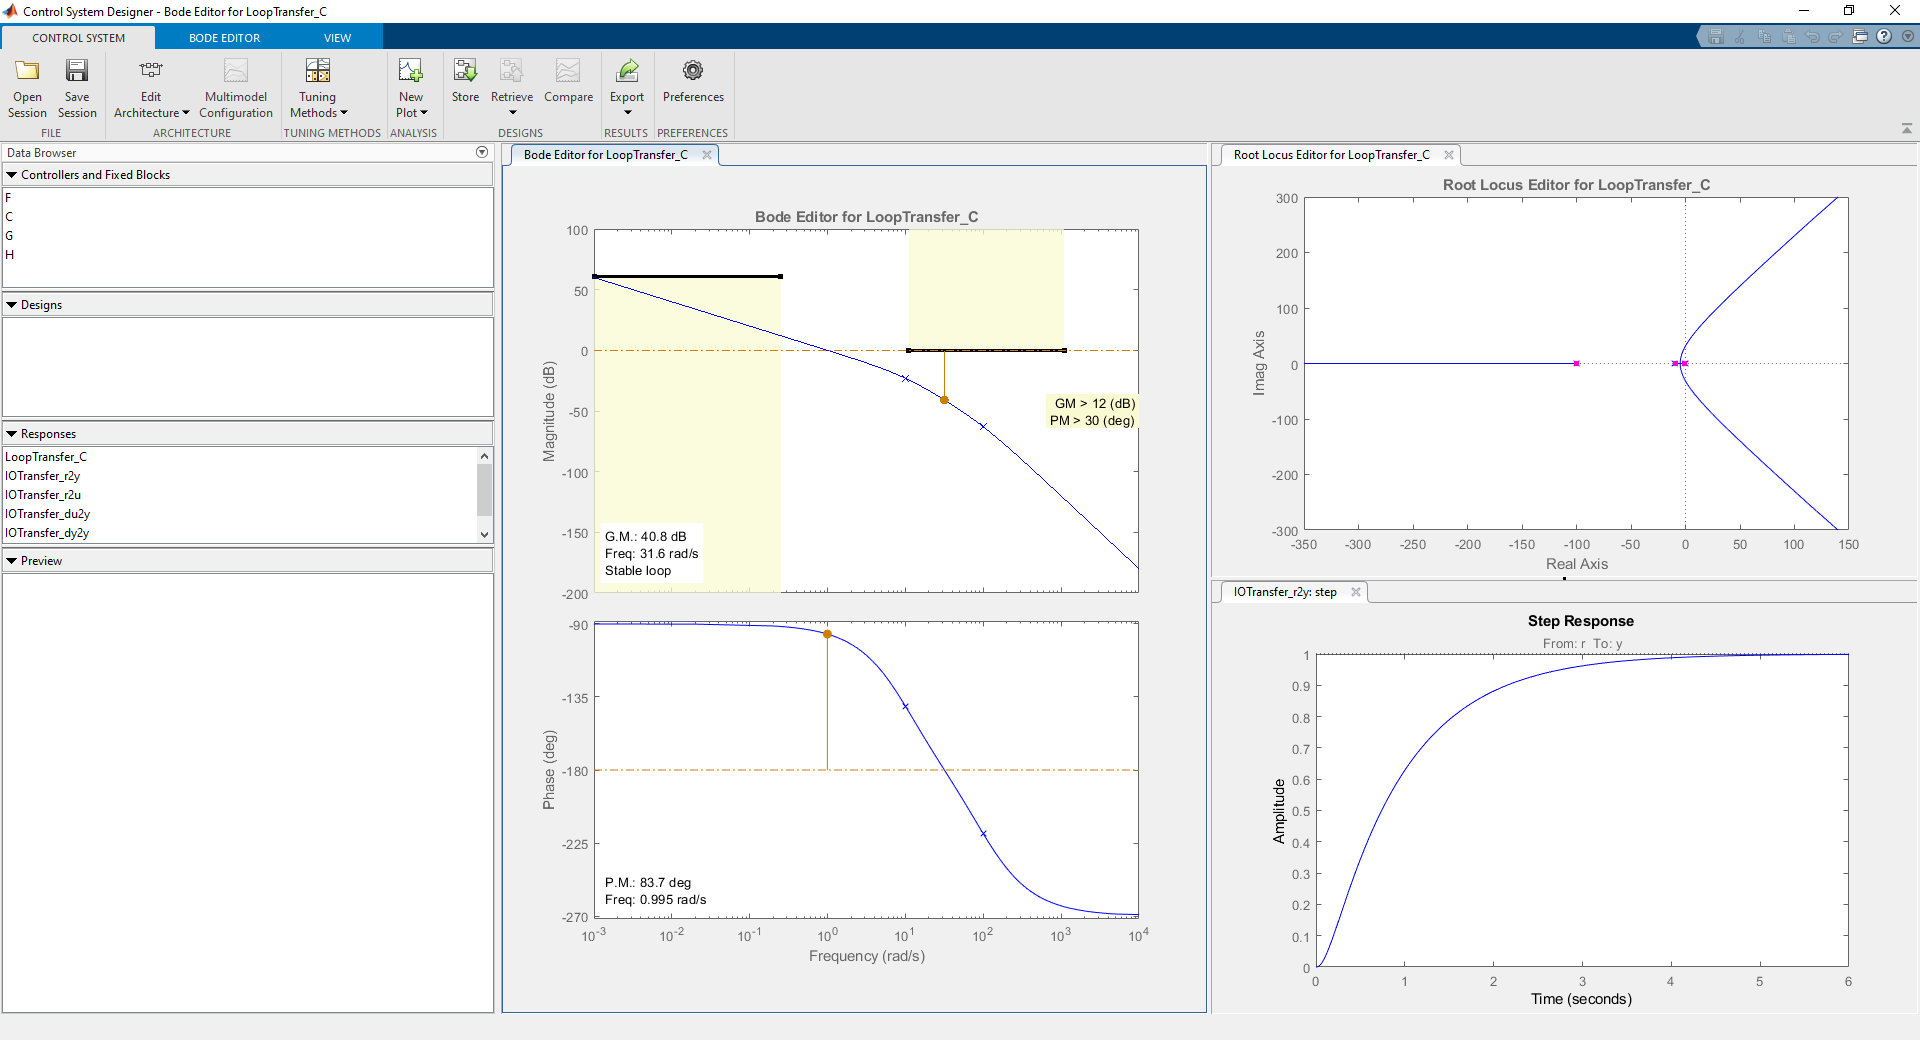 Control System Designer - Bode Editor for LoopTransfer_C
CONTROL SYSTEM
BODE EDITOR
VIEW
Open Session
Save Session
Edit Architecture
Multimodel Configuration
Tuning Methods
New Plot
Store
Retrieve
Compare
Export
Preferences
FILE
ARCHITECTURE
TUNING METHODS
ANALYSIS
DESIGNS
RESULTS
PREFERENCES
Data Browser
Controllers and Fixed Blocks
F
C
G
H
Designs
Responses
LoopTransfer_C
IOTransfer_r2y
IOTransfer_r2u
IOTransfer_du2y
IOTransfer_dy2y
Preview
Bode Editor for LoopTransfer_C
Bode Editor for LoopTransfer_C
100
50
0
-50
-100
-150
-200
Magnitude (dB)
GM > 12 (dB)
PM > 30 (deg)
G.M.: 40.8 dB
Freq: 31.6 rad/s
Stable loop
-90
-135
-180
-225
-270
Phase (deg)
P.M.: 83.7 deg
Freq: 0.995 rad/s
10-3 10-2 10-1 100 101 102 103 104
Frequency (rad/s)
Root Locus Editor for LoopTransfer_C
Root Locus Editor for LoopTransfer_C
300
200
100
0
-100
-200
-300
Imag Axis
-350 -300 -250 -200 -150 -100 -50 0 50 100 150
Real Axis
IOTransfer_r2y: step
Step Response
From: r To: y
1
0.9
0.8
0.7
0.6
0.5
0.4
0.3
0.2
0.1
0
Amplitude
0 1 2 3 4 5 6
Time (seconds)